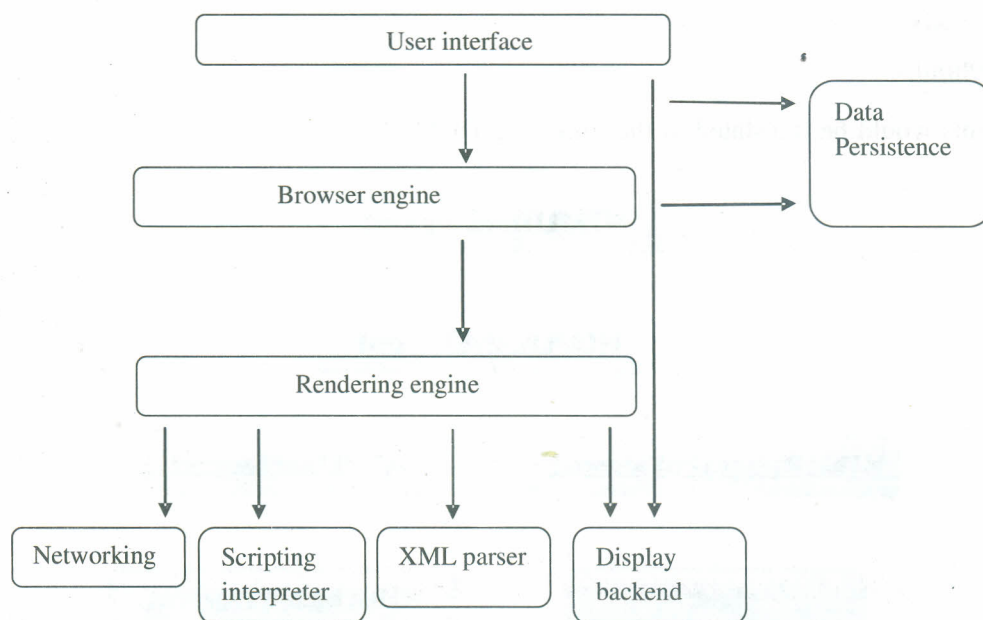 User interface
Data
Persistence
Browser engine
Rendering engine
Networking
Scripting
interpreter
XML parser
Display
backend